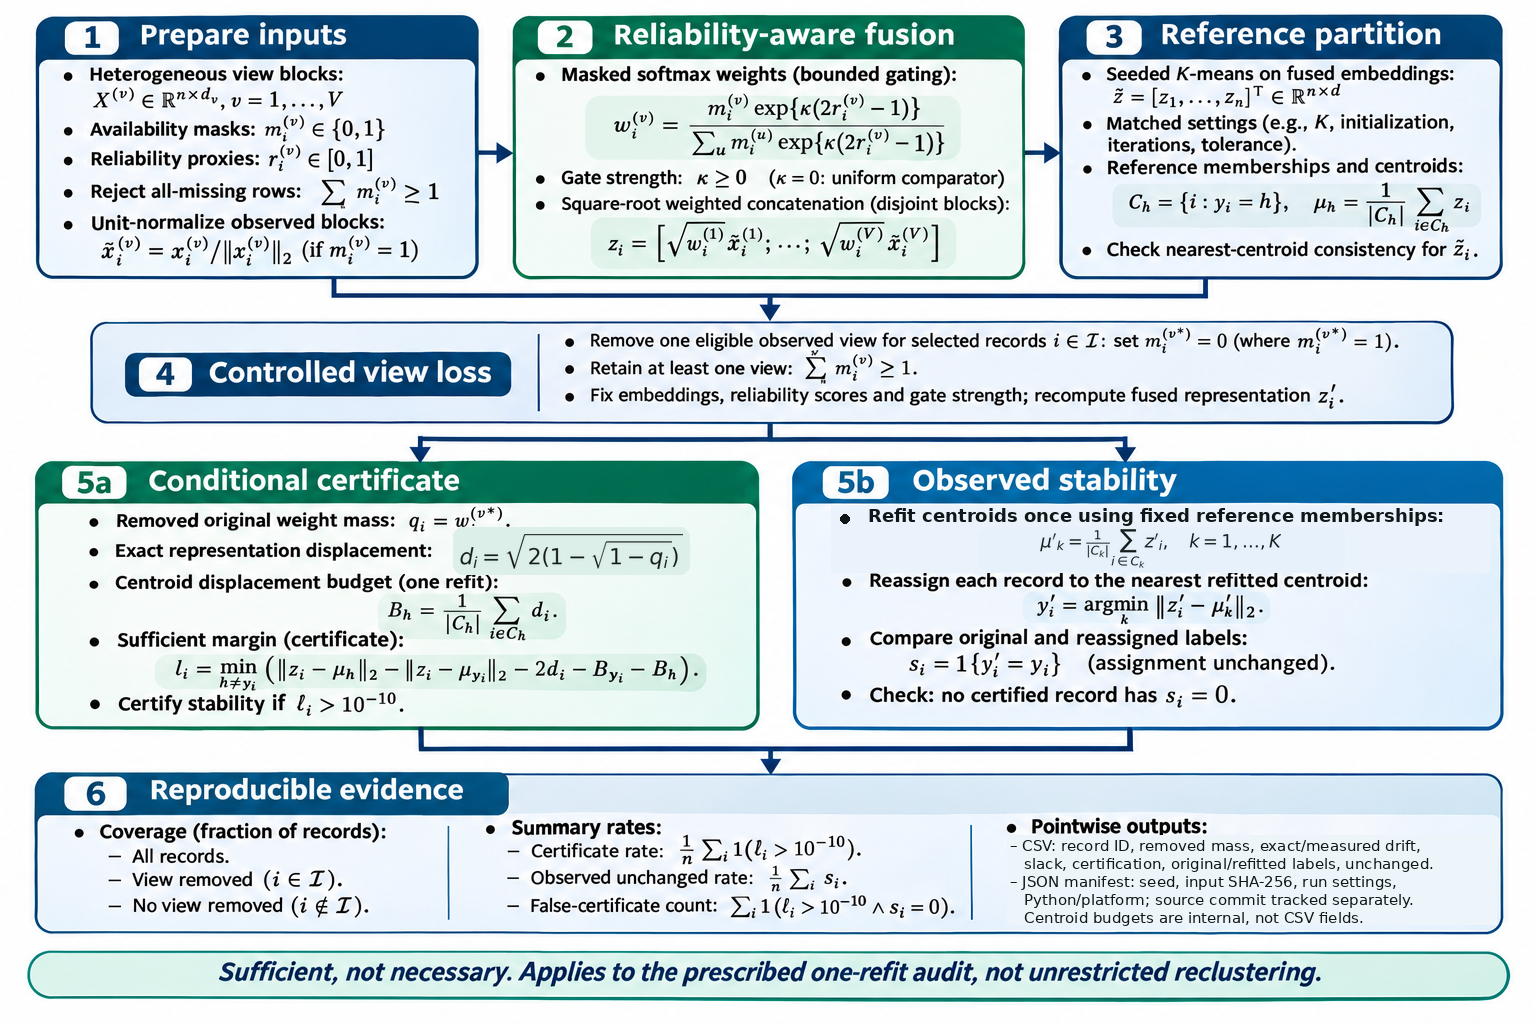 1 Prepare inputs
• Heterogeneous view blocks:
X^(v) ∈ ℝ^{n×d_v}, v = 1, . . . , V
• Availability masks: m_i^(v) ∈ {0, 1}
• Reliability proxies: r_i^(v) ∈ [0, 1]
• Reject all-missing rows: ∑ m_i^(v) ≥ 1
• Unit-normalize observed blocks:
x̃_i^(v) = x_i^(v)/‖x_i^(v)‖_2 (if m_i^(v) = 1)
2 Reliability-aware fusion
• Masked softmax weights (bounded gating):
w_i^(v) = m_i^(v) exp{κ(2r_i^(v) − 1)} / ∑_u m_i^(u) exp{κ(2r_i^(v) − 1)}
• Gate strength: κ ≥ 0 (κ = 0: uniform comparator)
• Square-root weighted concatenation (disjoint blocks):
z_i = [√w_i^(1) x̃_i^(1); . . . ; √w_i^(V) x̃_i^(V)]
3 Reference partition
• Seeded K-means on fused embeddings:
z̃ = [z_1, . . . , z_n]^⊤ ∈ ℝ^{n×d}
• Matched settings (e.g., K, initialization,
iterations, tolerance).
• Reference memberships and centroids:
C_h = {i : y_i = h}, μ_h = 1/|C_h| ∑_{i∈C_h} z_i
• Check nearest-centroid consistency for z̃_i.
4 Controlled view loss
• Remove one eligible observed view for selected records i ∈ ℐ: set m_i^(v*) = 0 (where m_i^(v*) = 1).
• Retain at least one view: ∑ m_i^(v) ≥ 1.
• Fix embeddings, reliability scores and gate strength; recompute fused representation z_i′.
5a Conditional certificate
• Removed original weight mass: q_i = w^(v*).
• Exact representation displacement: d_i = √(2(1 − √(1 − q_i)))
• Centroid displacement budget (one refit):
B_h = 1/|C_h| ∑_{i∈C_h} d_i.
• Sufficient margin (certificate):
l_i = min_{h≠y_i} (‖z_i − μ_h‖_2 − ‖z_i − μ_{y_i}‖_2 − 2d_i − B_{y_i} − B_h).
• Certify stability if ℓ_i > 10^−10.
5b Observed stability
• Refit centroids once using fixed reference memberships:
μ′_k = 1/|C_k| ∑_{i∈C_k} z′_i, k = 1, ..., K
• Reassign each record to the nearest refitted centroid:
y_i′ = argmin_k ‖z_i′ − μ_k′‖_2.
• Compare original and reassigned labels:
s_i = 1{y_i′ = y_i} (assignment unchanged).
• Check: no certified record has s_i = 0.
6 Reproducible evidence
• Coverage (fraction of records):
– All records.
– View removed (i ∈ ℐ).
– No view removed (i ∉ ℐ).
• Summary rates:
– Certificate rate: 1/n ∑_i 1(ℓ_i > 10^−10).
– Observed unchanged rate: 1/n ∑_i s_i.
– False-certificate count: ∑_i 1(ℓ_i > 10^−10 ∧ s_i = 0).
• Pointwise outputs:
– CSV: record ID, removed mass, exact/measured drift,
slack, certification, original/refitted labels, unchanged.
– JSON manifest: seed, input SHA-256, run settings,
Python/platform; source commit tracked separately.
Centroid budgets are internal, not CSV fields.
Sufficient, not necessary. Applies to the prescribed one-refit audit, not unrestricted reclustering.